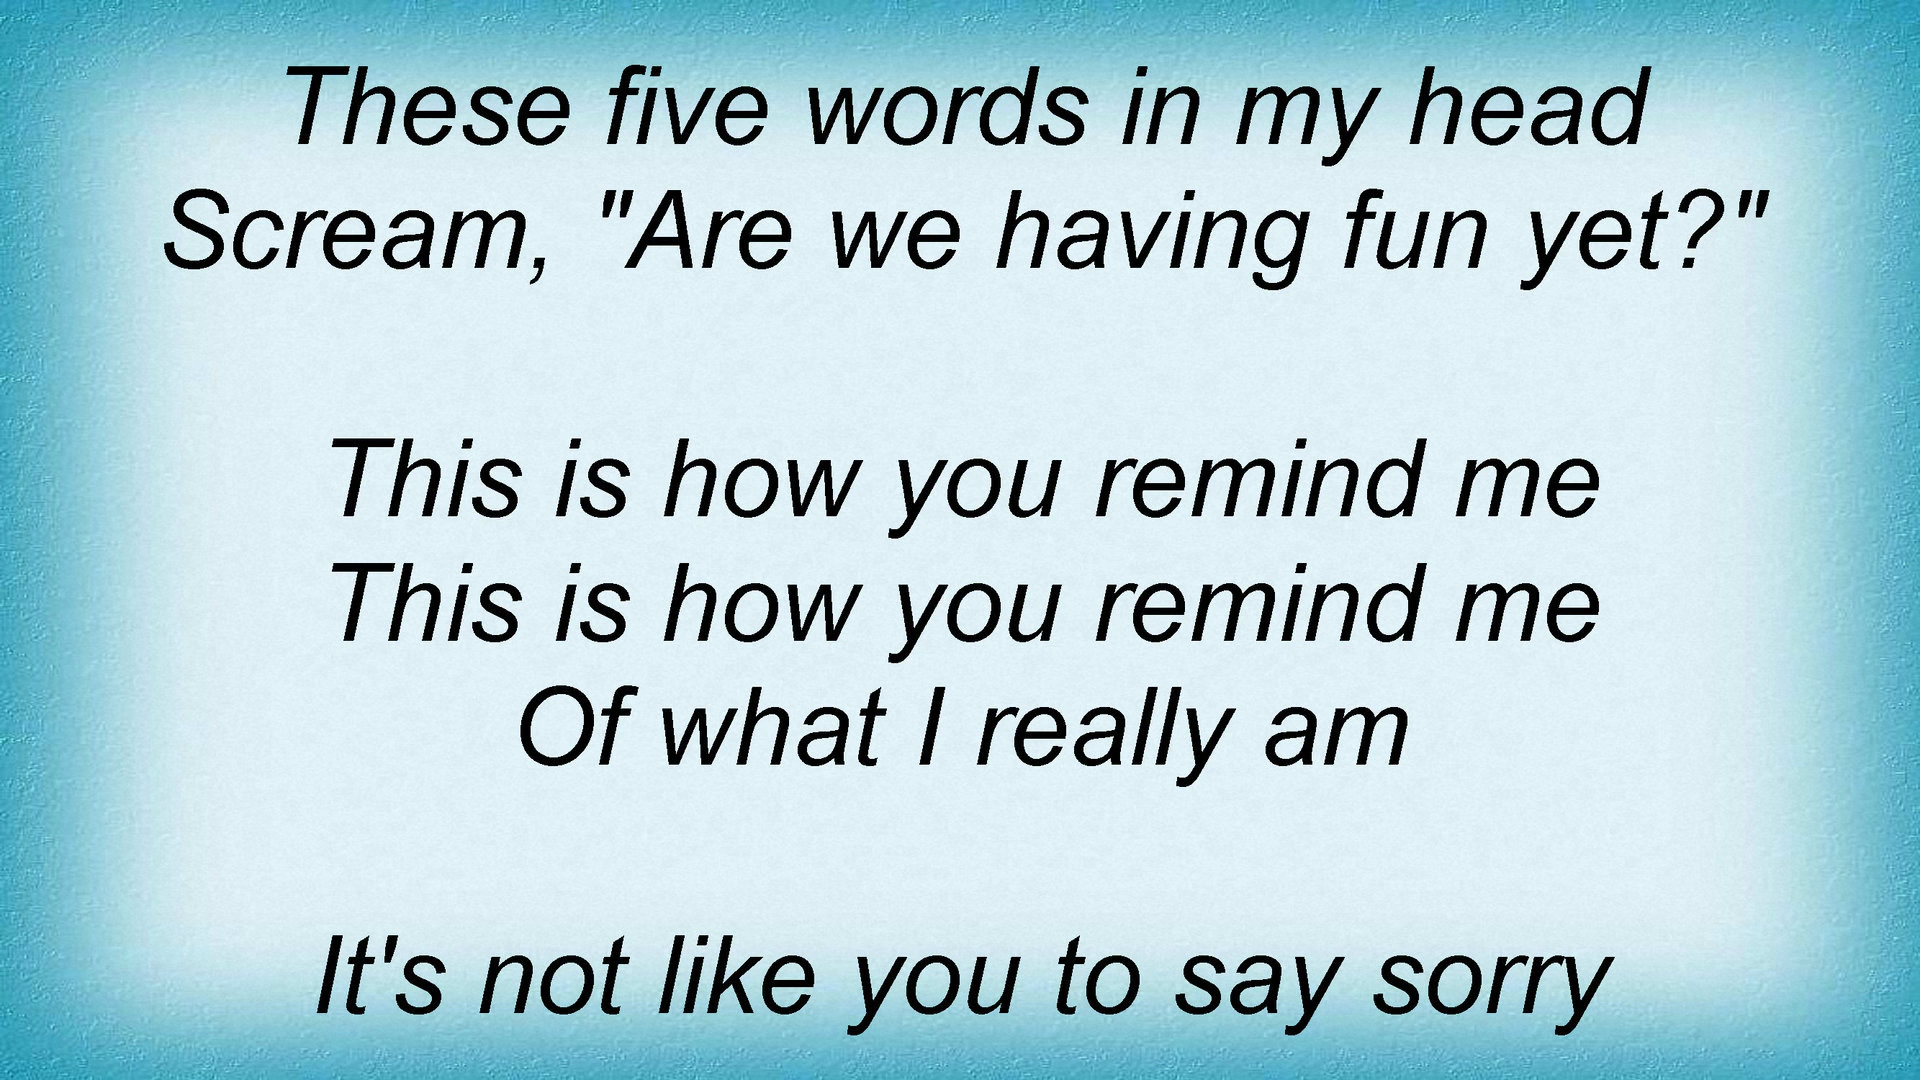 These five words in my head
Scream, "Are we having fun yet?"
This is how you remind me
This is how you remind me
Of what I really am
It's not like you to say sorry